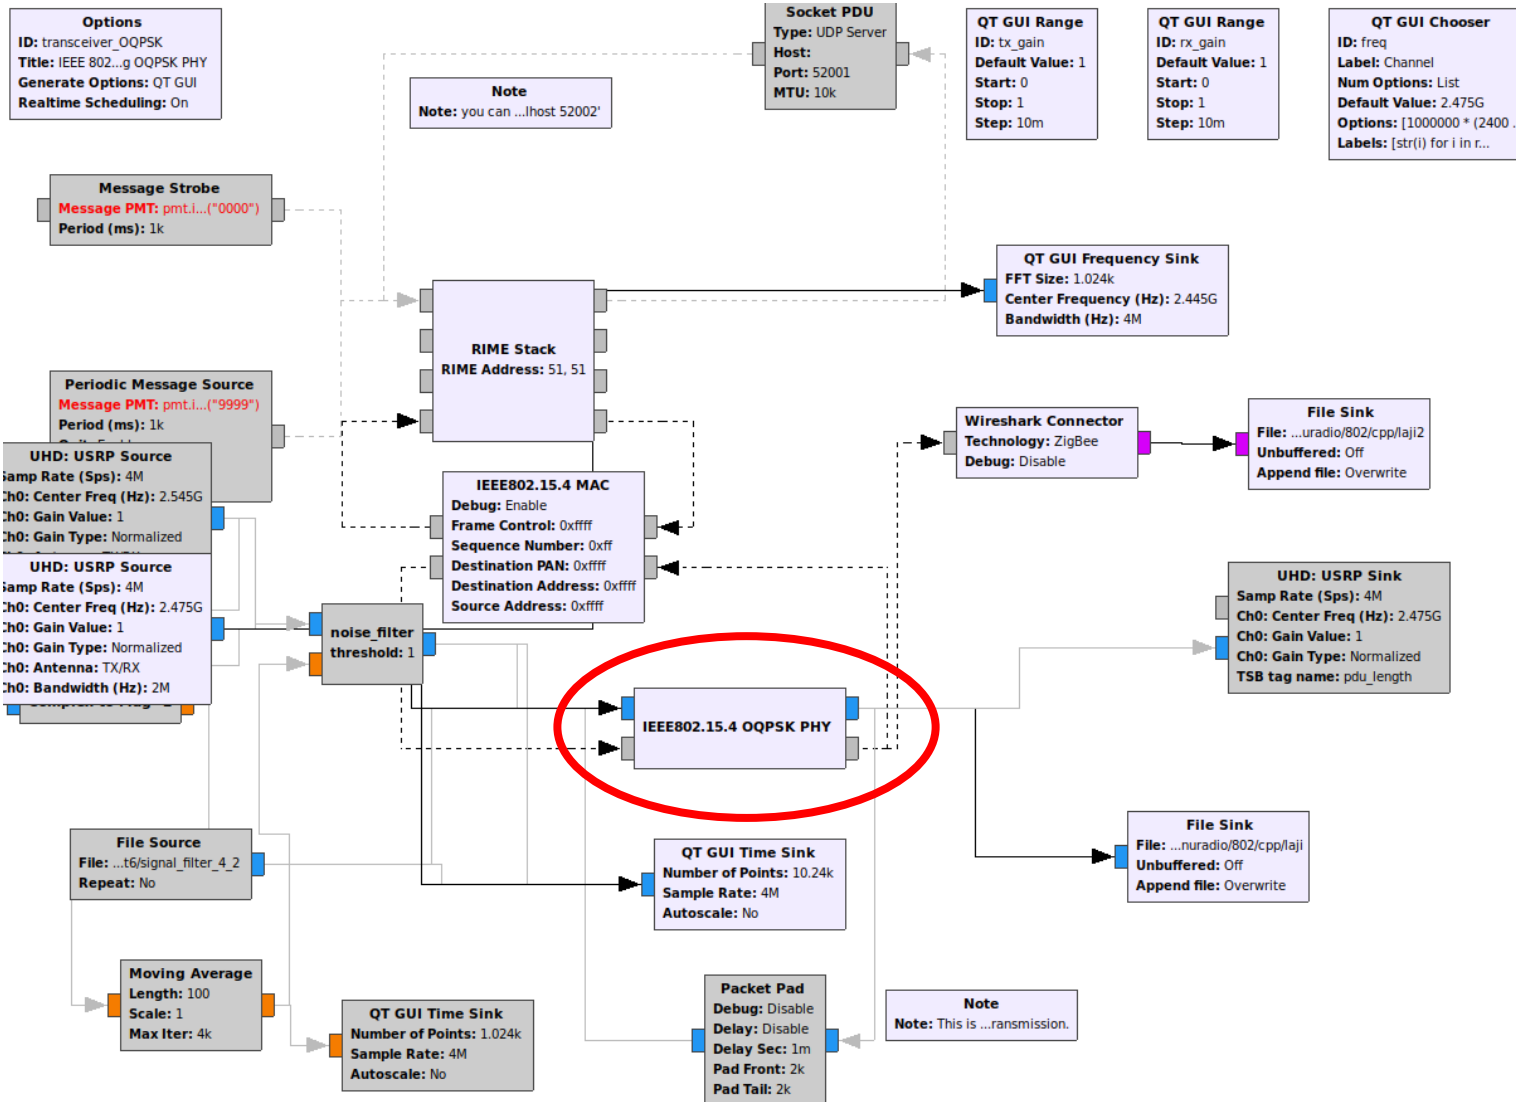 Options
ID: transceiver_OQPSK
Title: IEEE 802...g OQPSK PHY
Generate Options: QT GUI
Realtime Scheduling: On
Note
Note: you can ...lhost 52002'
Socket PDU
Type: UDP Server
Host:
Port: 52001
MTU: 10k
QT GUI Range
ID: tx_gain
Default Value: 1
Start: 0
Stop: 1
Step: 10m
QT GUI Range
ID: rx_gain
Default Value: 1
Start: 0
Stop: 1
Step: 10m
QT GUI Chooser
ID: freq
Label: Channel
Num Options: List
Default Value: 2.475G
Options: [1000000 * (2400 .
Labels: [str(i) for i in r...
Message Strobe
Message PMT: pmt.i...("0000")
Period (ms): 1k
QT GUI Frequency Sink
FFT Size: 1.024k
Center Frequency (Hz): 2.445G
Bandwidth (Hz): 4M
RIME Stack
RIME Address: 51, 51
Periodic Message Source
Message PMT: pmt.i...("9999")
Period (ms): 1k
UHD: USRP Source
Samp Rate (Sps): 4M
Ch0: Center Freq (Hz): 2.545G
Ch0: Gain Value: 1
Ch0: Gain Type: Normalized
UHD: USRP Source
Samp Rate (Sps): 4M
Ch0: Center Freq (Hz): 2.475G
Ch0: Gain Value: 1
Ch0: Gain Type: Normalized
Ch0: Antenna: TX/RX
Ch0: Bandwidth (Hz): 2M
IEEE802.15.4 MAC
Debug: Enable
Frame Control: 0xffff
Sequence Number: 0xff
Destination PAN: 0xffff
Destination Address: 0xffff
Source Address: 0xffff
Wireshark Connector
Technology: ZigBee
Debug: Disable
File Sink
File: ...uradio/802/cpp/laji2
Unbuffered: Off
Append file: Overwrite
noise_filter
threshold: 1
UHD: USRP Sink
Samp Rate (Sps): 4M
Ch0: Center Freq (Hz): 2.475G
Ch0: Gain Value: 1
Ch0: Gain Type: Normalized
TSB tag name: pdu_length
IEEE802.15.4 OQPSK PHY
File Source
File: ...t6/signal_filter_4_2
Repeat: No
QT GUI Time Sink
Number of Points: 10.24k
Sample Rate: 4M
Autoscale: No
File Sink
File: ...nuradio/802/cpp/laji
Unbuffered: Off
Append file: Overwrite
Moving Average
Length: 100
Scale: 1
Max Iter: 4k
QT GUI Time Sink
Number of Points: 1.024k
Sample Rate: 4M
Autoscale: No
Packet Pad
Debug: Disable
Delay: Disable
Delay Sec: 1m
Pad Front: 2k
Pad Tail: 2k
Note
Note: This is ...ransmission.